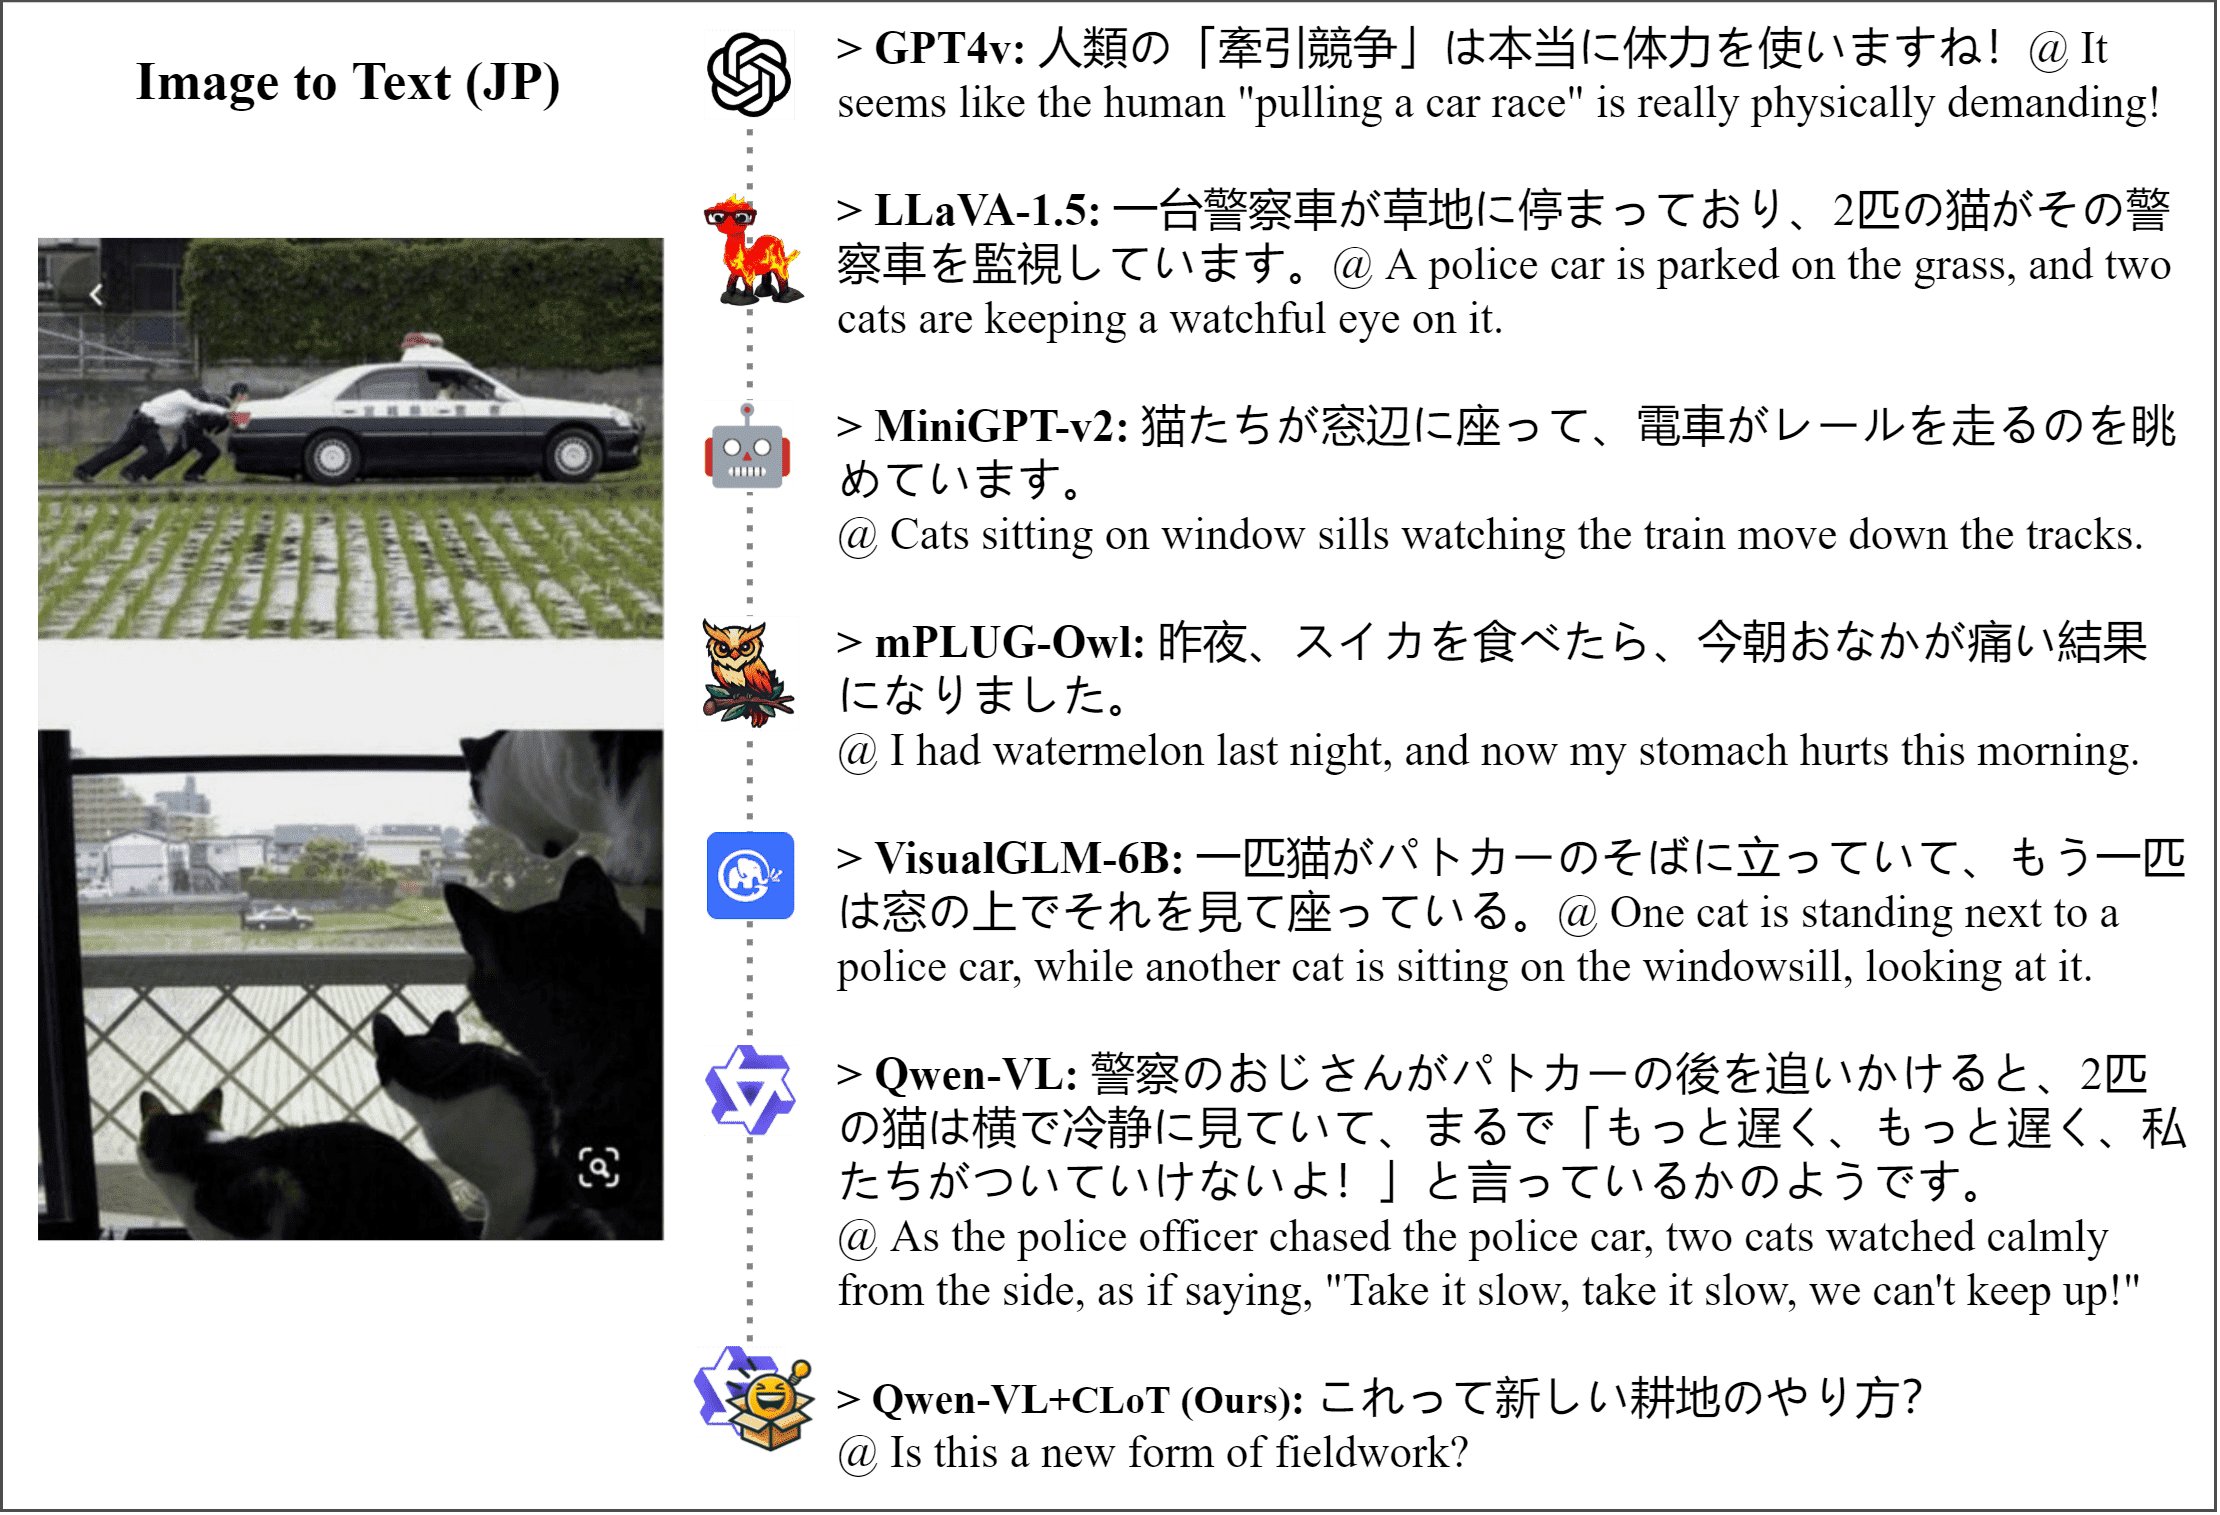 Image to Text (JP)
> GPT4v: 人類の「牽引競争」は本当に体力を使いますね！@ It
seems like the human "pulling a car race" is really physically demanding!
> LLaVA-1.5: 一台警察車が草地に停まっており、2匹の猫がその警
察車を監視しています。@ A police car is parked on the grass, and two
cats are keeping a watchful eye on it.
> MiniGPT-v2: 猫たちが窓辺に座って、電車がレールを走るのを眺
めています。
@ Cats sitting on window sills watching the train move down the tracks.
> mPLUG-Owl: 昨夜、スイカを食べたら、今朝おなかが痛い結果
になりました。
@ I had watermelon last night, and now my stomach hurts this morning.
> VisualGLM-6B: 一匹猫がパトカーのそばに立っていて、もう一匹
は窓の上でそれを見て座っている。@ One cat is standing next to a
police car, while another cat is sitting on the windowsill, looking at it.
> Qwen-VL: 警察のおじさんがパトカーの後を追いかけると、2匹
の猫は横で冷静に見ていて、まるで「もっと遅く、もっと遅く、私
たちがついていけないよ！」と言っているかのようです。
@ As the police officer chased the police car, two cats watched calmly
from the side, as if saying, "Take it slow, take it slow, we can't keep up!"
> Qwen-VL+CLoT (Ours): これって新しい耕地のやり方？
@ Is this a new form of fieldwork?